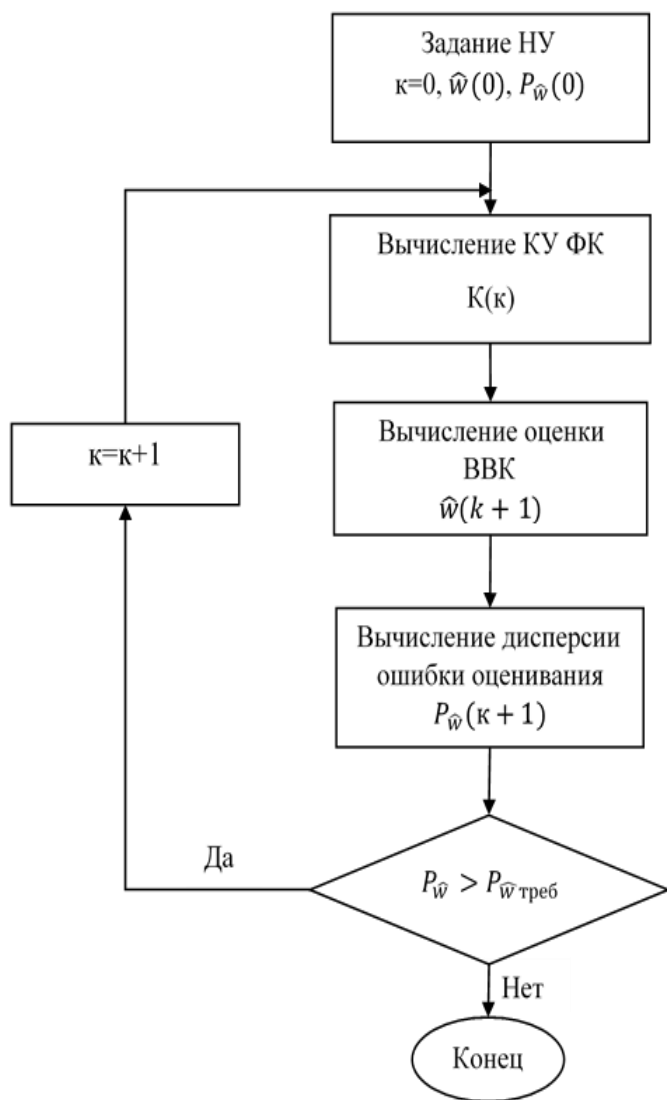 Задание НУ
к=0, ŵ(0), P_ŵ(0)
Вычисление КУ ФК
К(к)
Вычисление оценки
ВВК
ŵ(k + 1)
к=к+1
Вычисление дисперсии
ошибки оценивания
P_ŵ(к + 1)
Да
P_ŵ > P_ŵ треб
Нет
Конец